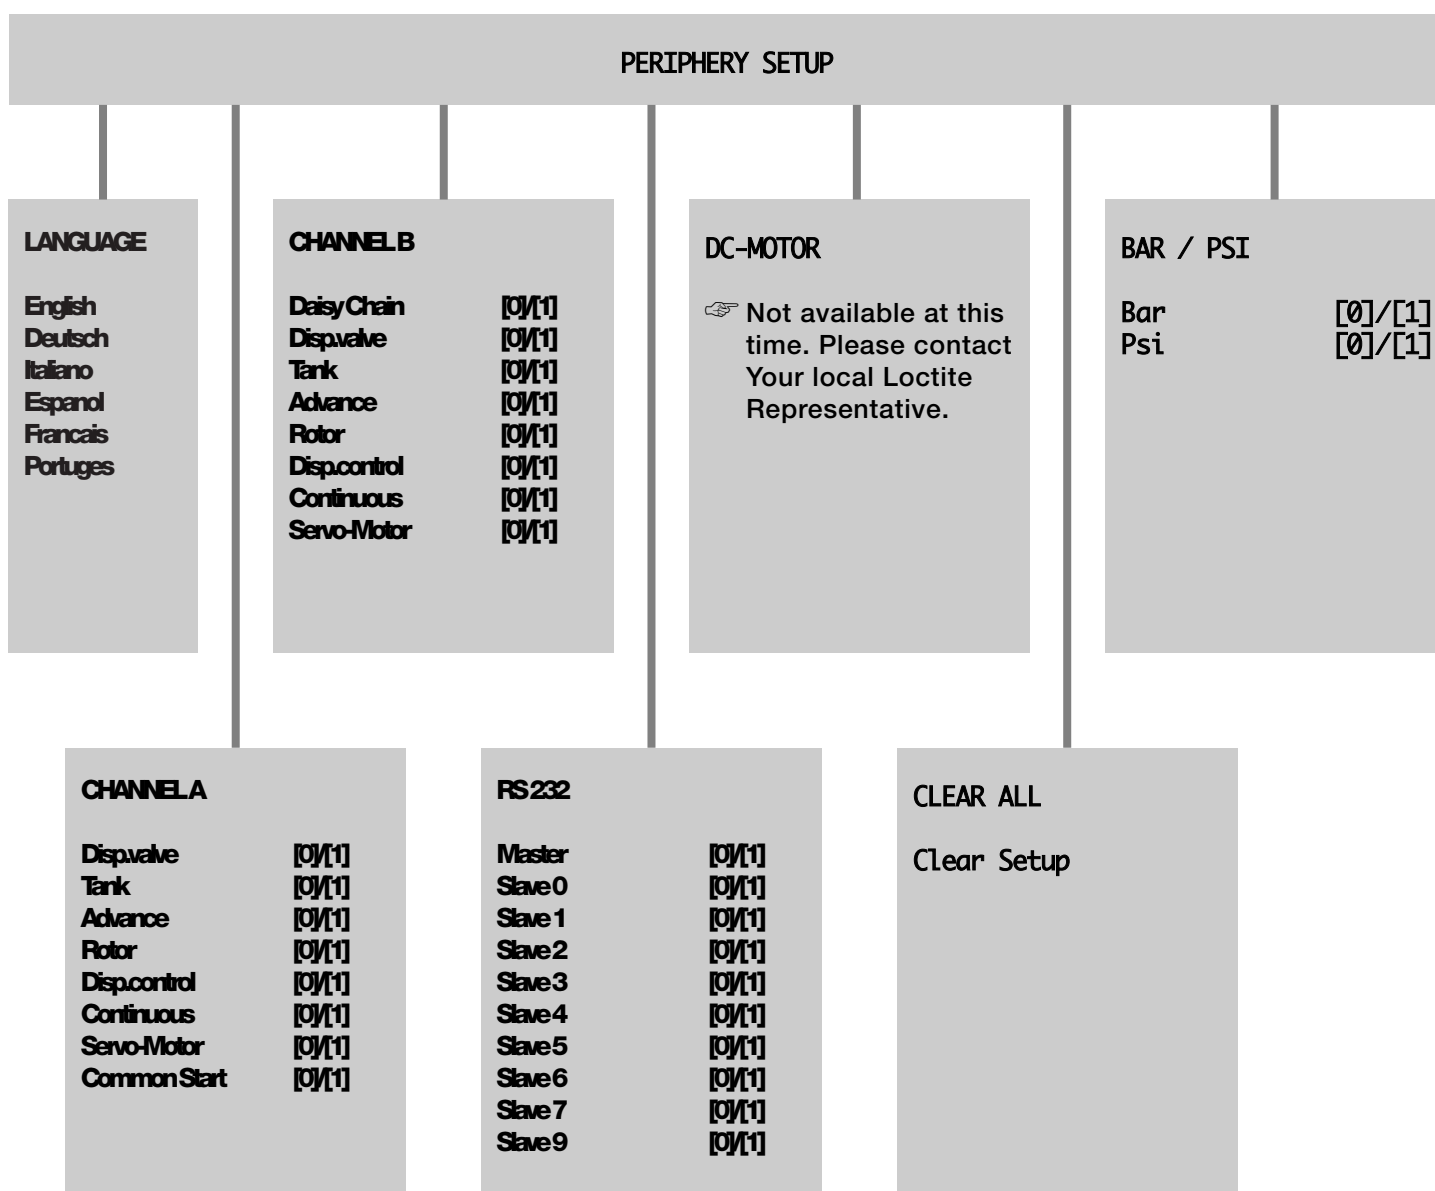 PERIPHERY SETUP
LANGUAGE
English
Deutsch
Italiano
Espanol
Francais
Portuges
CHANNEL B
Daisy Chain [0]/[1]
Disp.valve [0]/[1]
Tank [0]/[1]
Advance [0]/[1]
Rotor [0]/[1]
Disp.control [0]/[1]
Continuous [0]/[1]
Servo-Motor [0]/[1]
DC-MOTOR
☞ Not available at this
time. Please contact
Your local Loctite
Representative.
BAR / PSI
Bar [0]/[1]
Psi [0]/[1]
CHANNEL A
Disp.valve [0]/[1]
Tank [0]/[1]
Advance [0]/[1]
Rotor [0]/[1]
Disp.control [0]/[1]
Continuous [0]/[1]
Servo-Motor [0]/[1]
Common Start [0]/[1]
RS 232
Master [0]/[1]
Slave 0 [0]/[1]
Slave 1 [0]/[1]
Slave 2 [0]/[1]
Slave 3 [0]/[1]
Slave 4 [0]/[1]
Slave 5 [0]/[1]
Slave 6 [0]/[1]
Slave 7 [0]/[1]
Slave 9 [0]/[1]
CLEAR ALL
Clear Setup